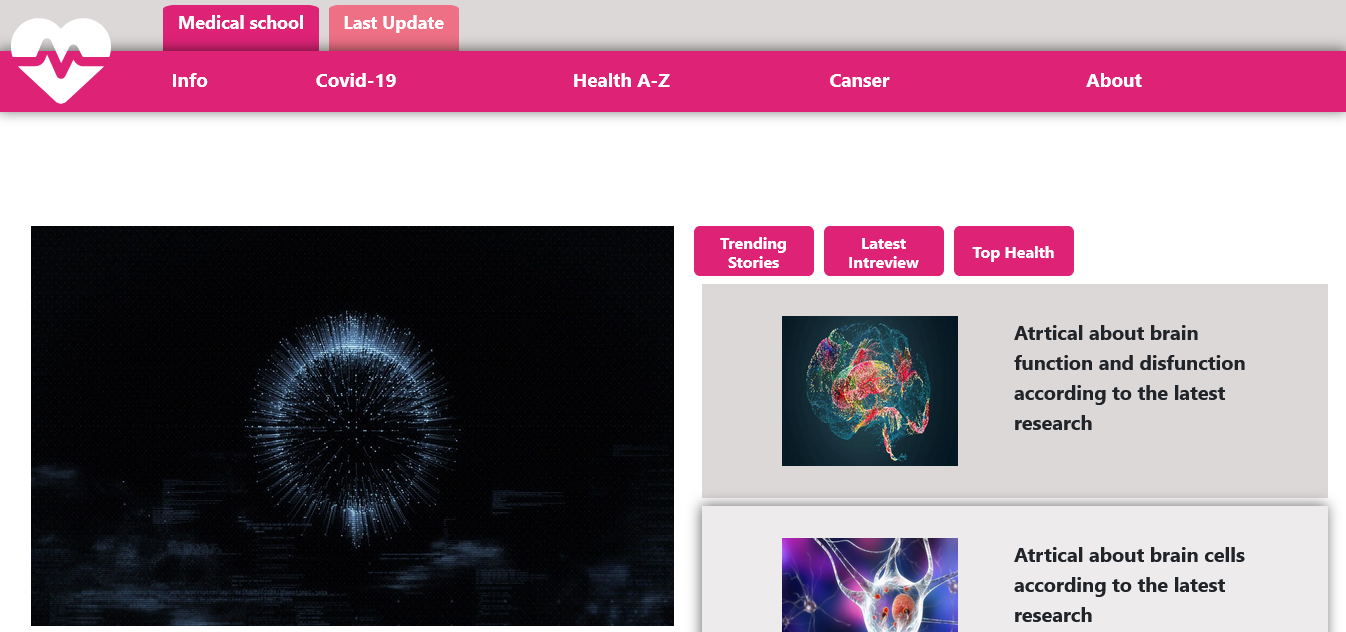 Medical school
Last Update
Info
Covid-19
Health A-Z
Canser
About
Trending
Stories
Latest
Intreview
Top Health
Atrtical about brain
function and disfunction
according to the latest
research
Atrtical about brain cells
according to the latest
research